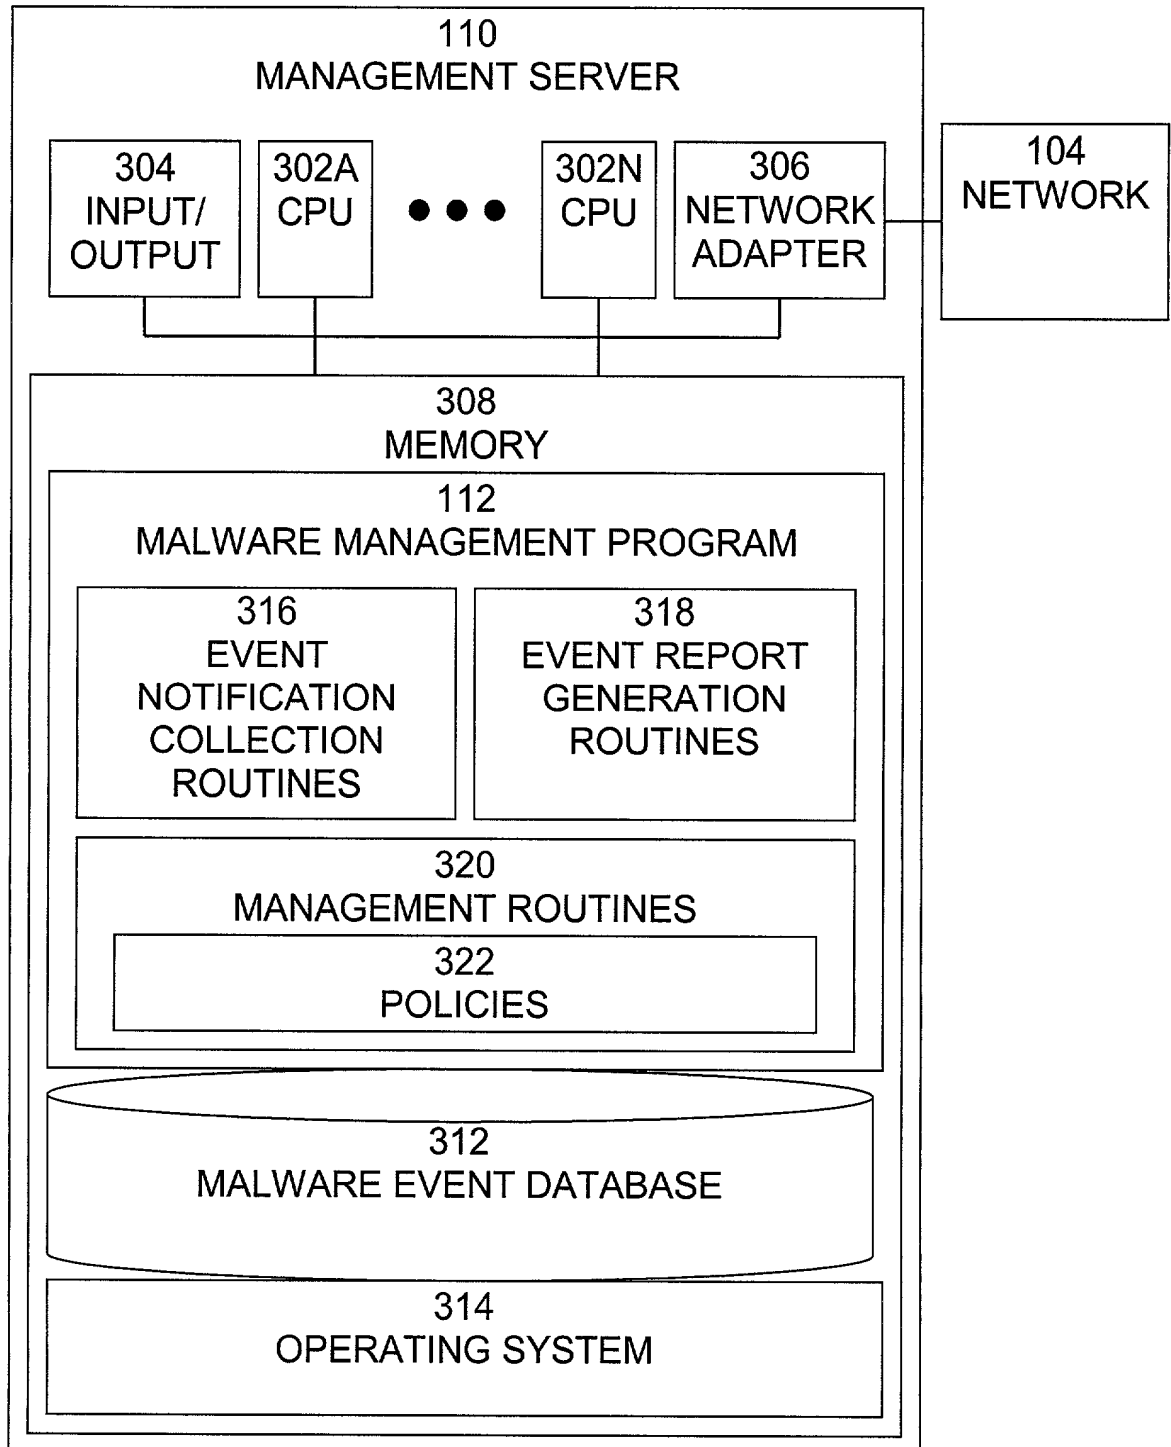 110
MANAGEMENT SERVER
304
INPUT/
OUTPUT
302A
CPU
302N
CPU
306
NETWORK
ADAPTER
104
NETWORK
308
MEMORY
112
MALWARE MANAGEMENT PROGRAM
316
EVENT
NOTIFICATION
COLLECTION
ROUTINES
318
EVENT REPORT
GENERATION
ROUTINES
320
MANAGEMENT ROUTINES
322
POLICIES
312
MALWARE EVENT DATABASE
314
OPERATING SYSTEM